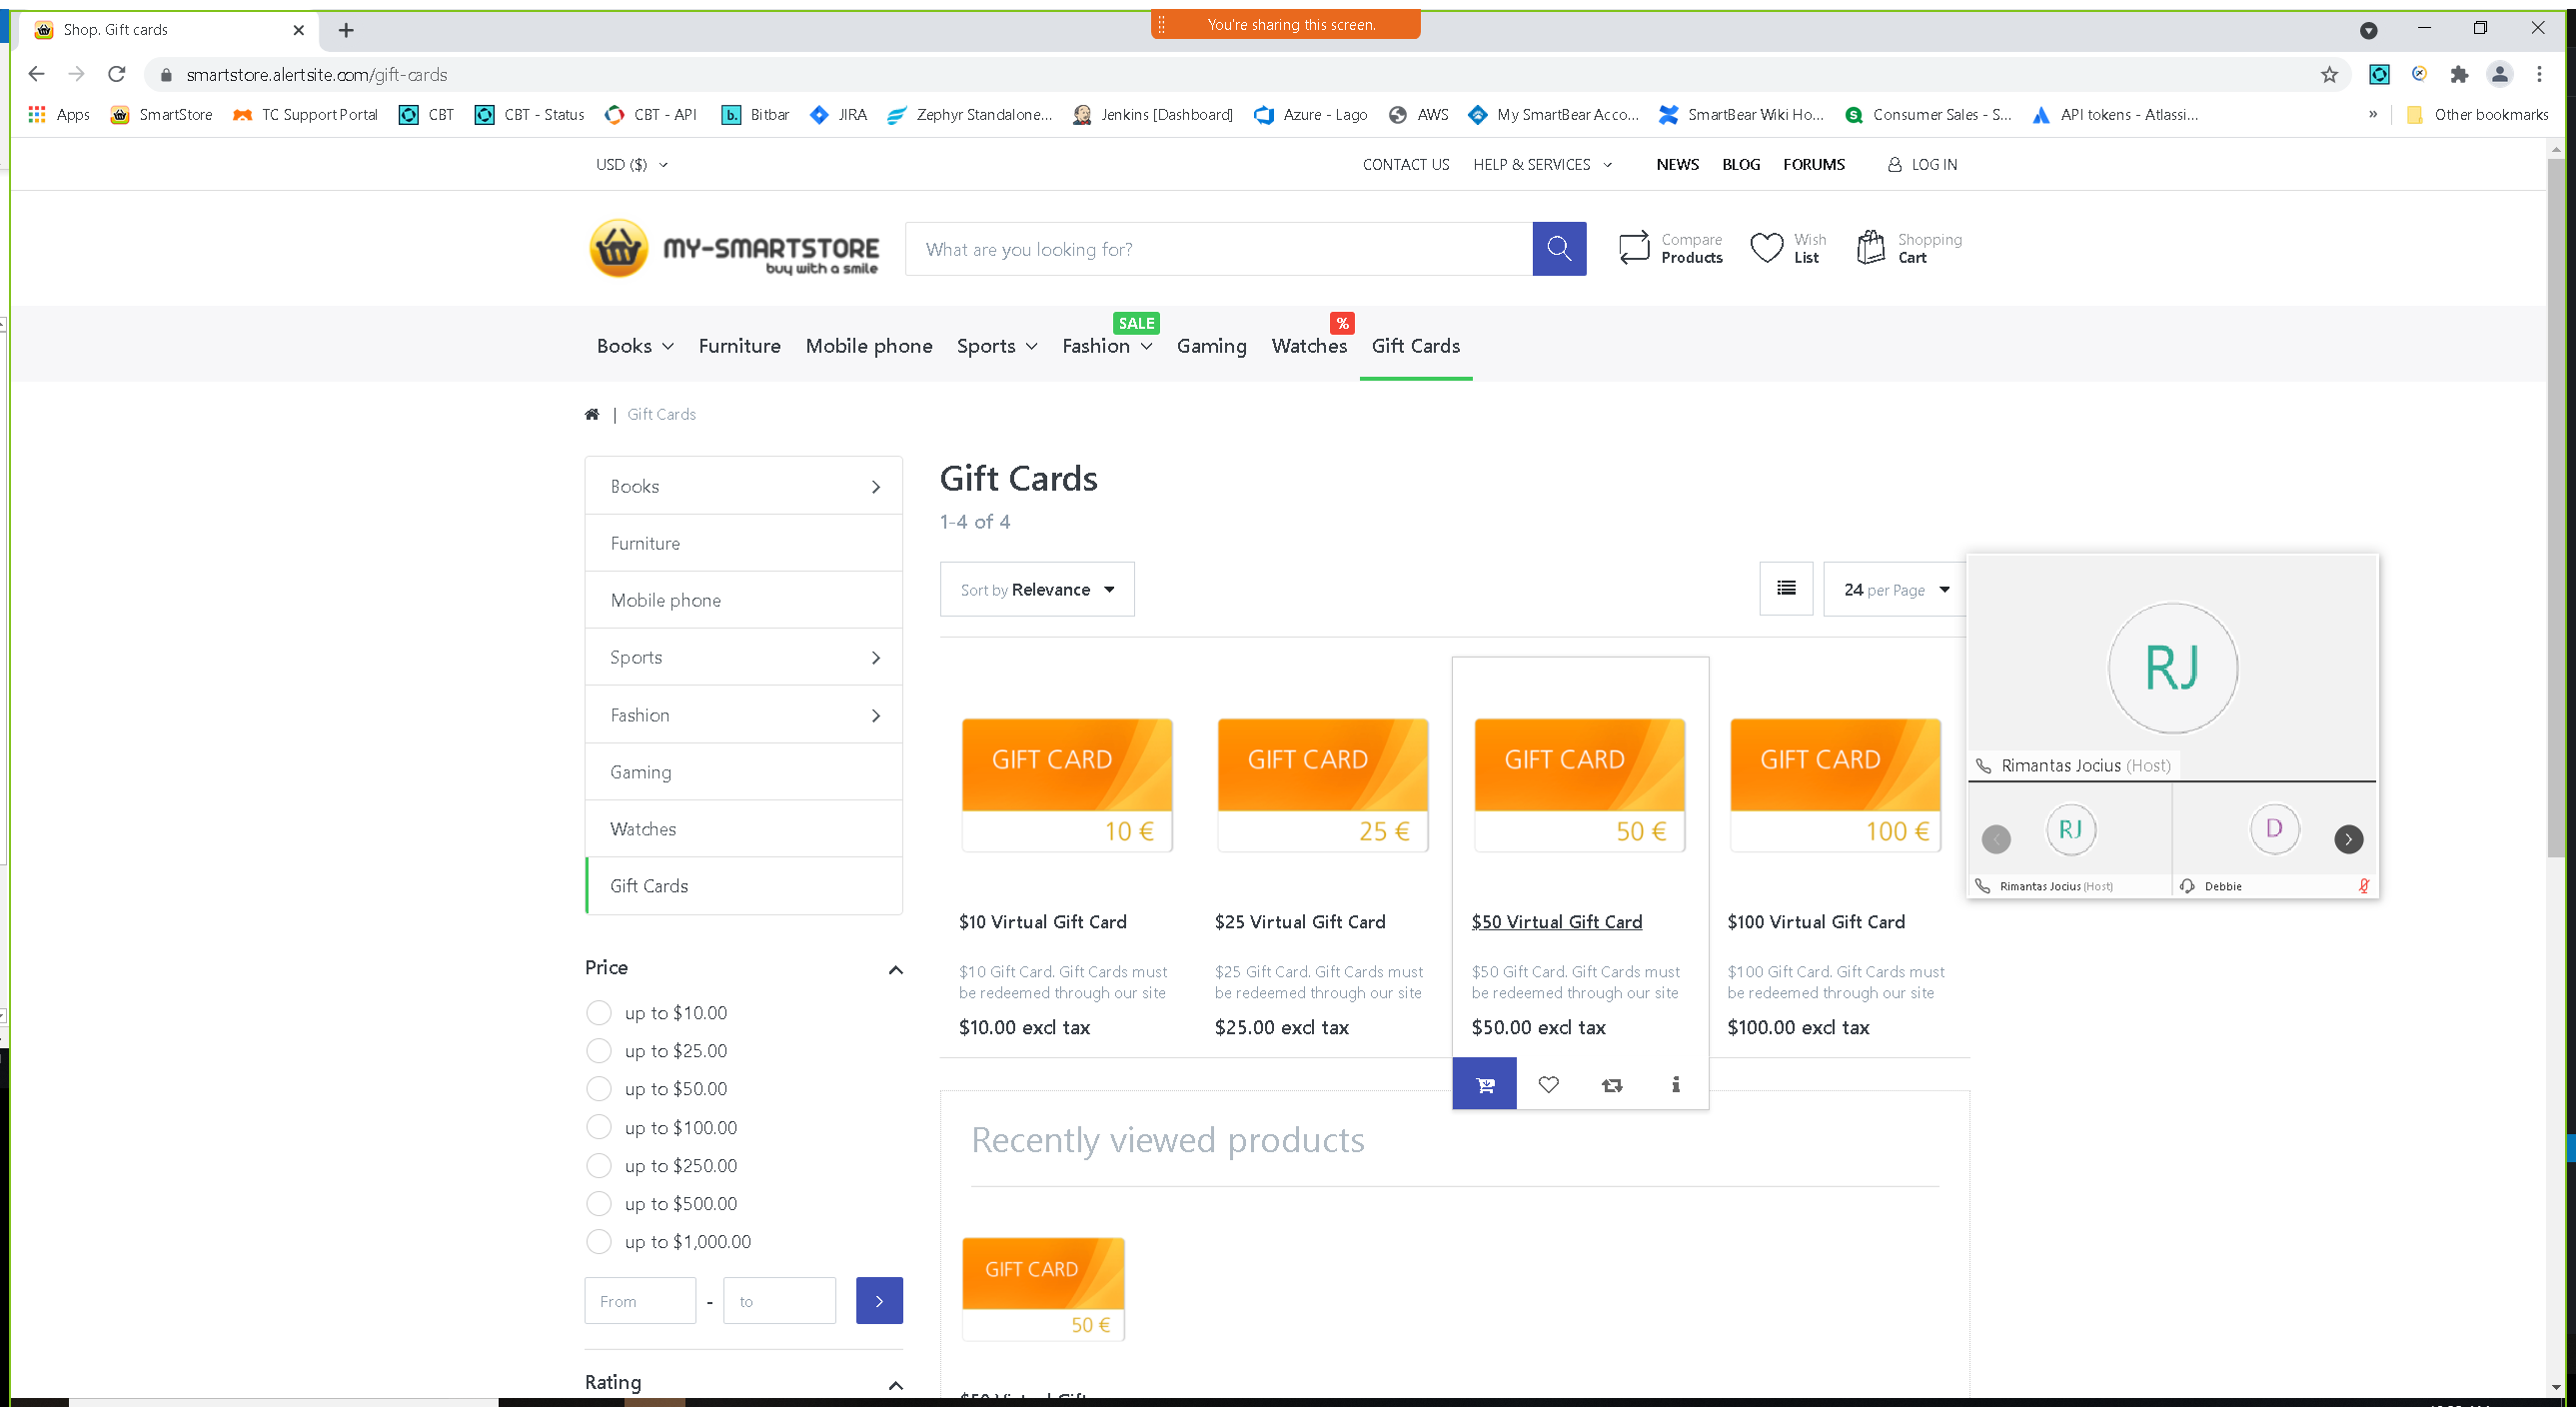 You're sharing this screen.
Shop. Gift cards
smartstore.alertsite.com/gift-cards
Apps SmartStore TC Support Portal CBT CBT - Status CBT - API b. Bitbar JIRA Zephyr Standalone... Jenkins [Dashboard] Azure - Lago AWS My SmartBear Acco... SmartBear Wiki Ho... Consumer Sales - S... API tokens - Atlassi... » Other bookmarks
USD ($) CONTACT US HELP & SERVICES NEWS BLOG FORUMS LOG IN
MY-SMARTSTORE
buy with a smile
What are you looking for?
Compare
Products
Wish
List
Shopping
Cart
SALE %
Books Furniture Mobile phone Sports Fashion Gaming Watches Gift Cards
| Gift Cards
Books
Furniture
Mobile phone
Sports
Fashion
Gaming
Watches
Gift Cards
Price
up to $10.00
up to $25.00
up to $50.00
up to $100.00
up to $250.00
up to $500.00
up to $1,000.00
From - to
Rating
Gift Cards
1-4 of 4
Sort by Relevance
24 per Page
GIFT CARD
10 €
$10 Virtual Gift Card
$10 Gift Card. Gift Cards must
be redeemed through our site
$10.00 excl tax
GIFT CARD
25 €
$25 Virtual Gift Card
$25 Gift Card. Gift Cards must
be redeemed through our site
$25.00 excl tax
GIFT CARD
50 €
$50 Virtual Gift Card
$50 Gift Card. Gift Cards must
be redeemed through our site
$50.00 excl tax
GIFT CARD
100 €
$100 Virtual Gift Card
$100 Gift Card. Gift Cards must
be redeemed through our site
$100.00 excl tax
Recently viewed products
GIFT CARD
50 €
$50 Virtual Gift
RJ
Rimantas Jocius (Host)
RJ
Rimantas Jocius (Host)
D
Debbie